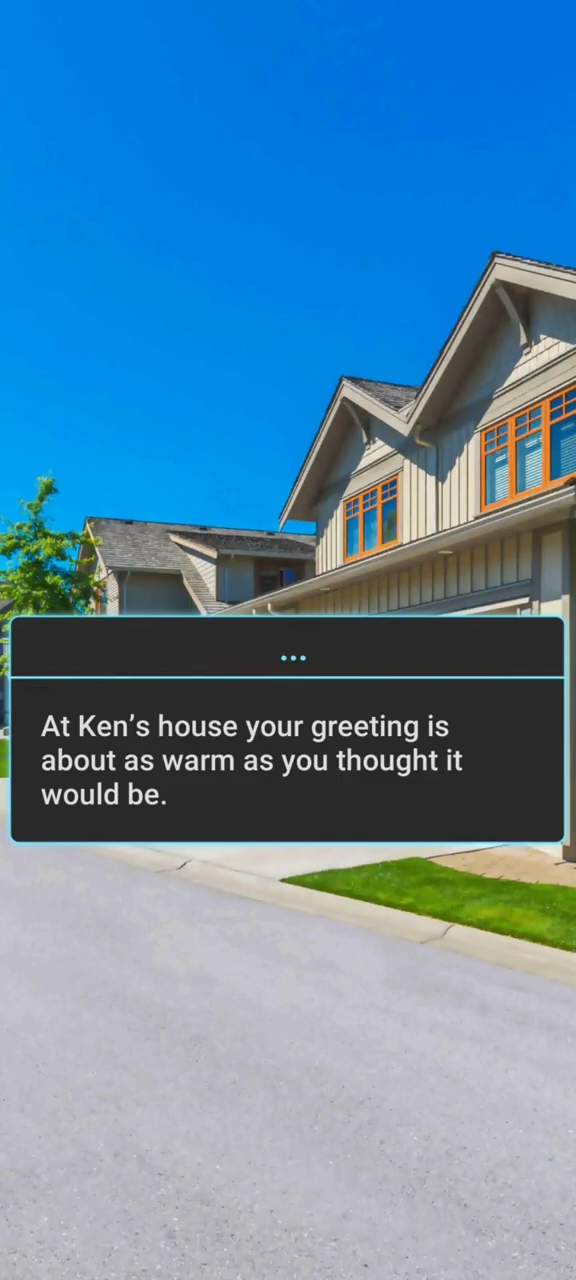 ...
At Ken’s house your greeting is
about as warm as you thought it
would be.